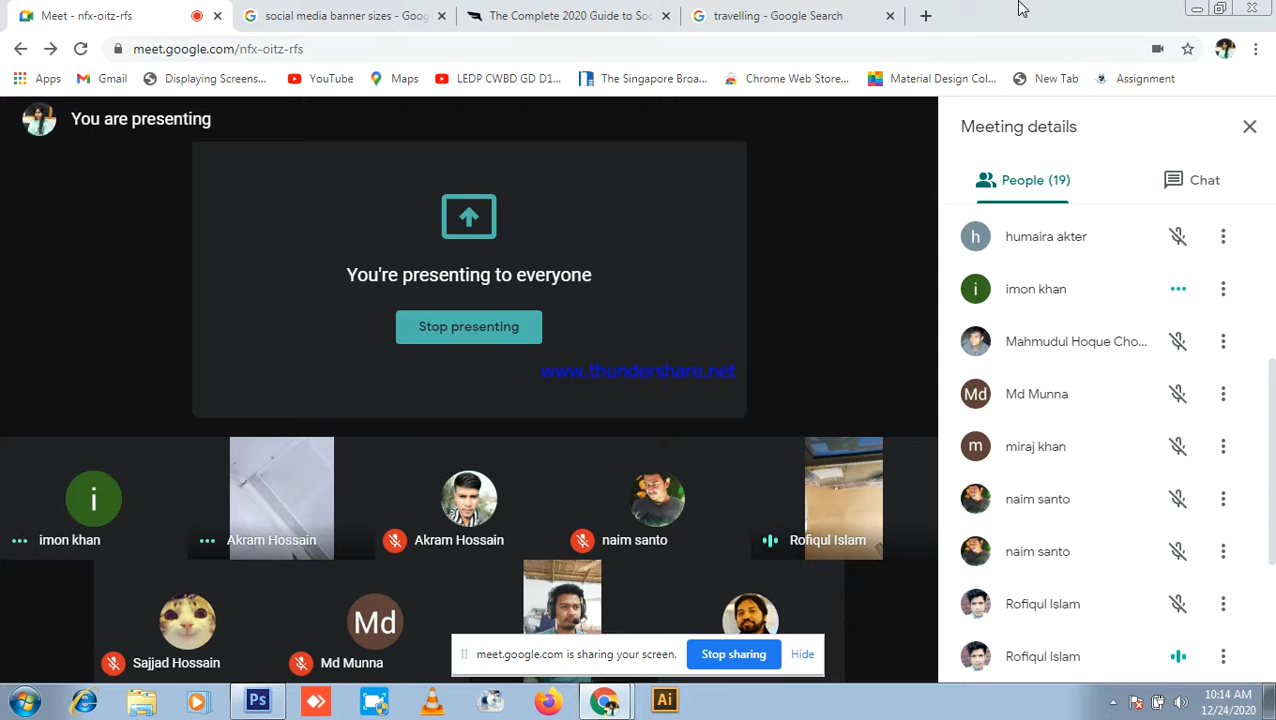 Meet - nfx-oitz-rfs
social media banner sizes - Goog
The Complete 2020 Guide to Soc
travelling - Google Search
meet.google.com/nfx-oitz-rfs
Apps
Gmail
Displaying Screens...
YouTube
Maps
LEDP CWBD GD D1...
The Singapore Broa...
Chrome Web Store...
Material Design Col...
New Tab
Assignment
You are presenting
You're presenting to everyone
Stop presenting
www.thundershare.net
i
imon khan
Akram Hossain
Akram Hossain
naim santo
Rofiqul Islam
Sajjad Hossain
Md
Md Munna
meet.google.com is sharing your screen.
Stop sharing
Hide
Meeting details
People (19)
Chat
h
humaira akter
i
imon khan
Mahmudul Hoque Cho...
Md
Md Munna
m
miraj khan
naim santo
naim santo
Rofiqul Islam
Rofiqul Islam
Ps
Ai
10:14 AM
12/24/2020